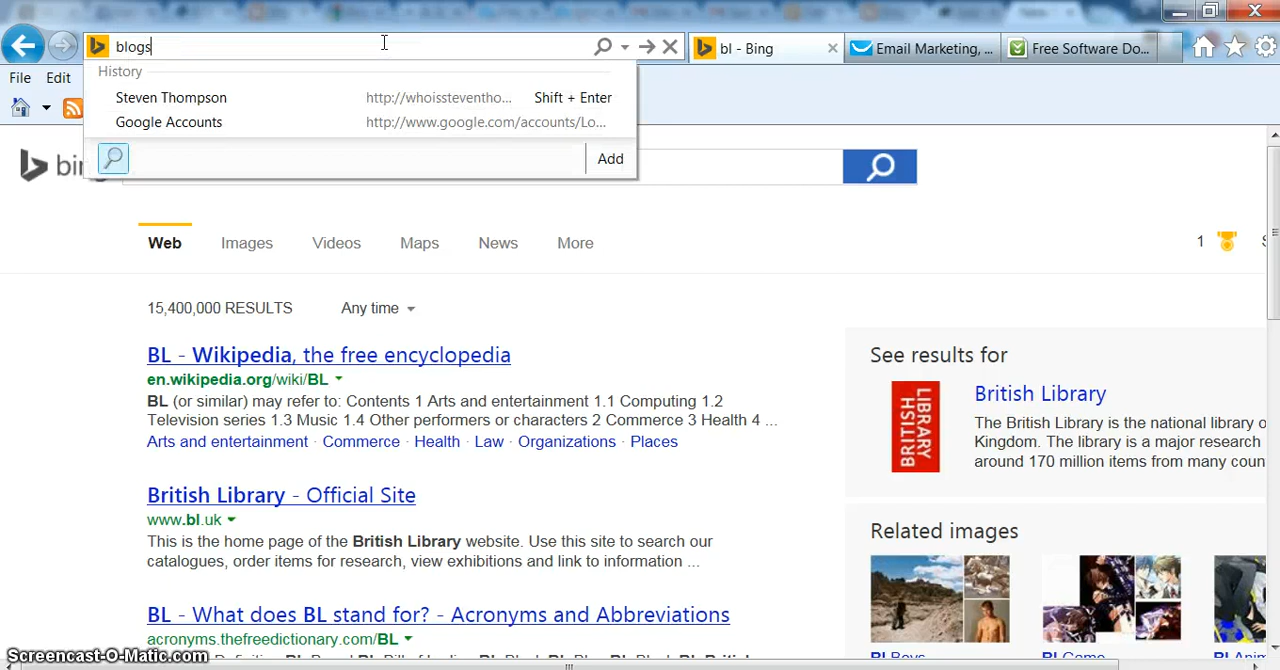 blogs
bl - Bing
Email Marketing, ...
Free Software Do...
File Edit
History
Steven Thompson http://whoissteventho... Shift + Enter
Google Accounts http://www.google.com/accounts/Lo...
Add
bin
Web Images Videos Maps News More
1
15,400,000 RESULTS Any time
BL - Wikipedia, the free encyclopedia
en.wikipedia.org/wiki/BL
BL (or similar) may refer to: Contents 1 Arts and entertainment 1.1 Computing 1.2
Television series 1.3 Music 1.4 Other performers or characters 2 Commerce 3 Health 4 ...
Arts and entertainment · Commerce · Health · Law · Organizations · Places
British Library - Official Site
www.bl.uk
This is the home page of the British Library website. Use this site to search our
catalogues, order items for research, view exhibitions and link to information ...
BL - What does BL stand for? - Acronyms and Abbreviations
acronyms.thefreedictionary.com/BL
See results for
BRITISH
LIBRARY
British Library
The British Library is the national library o
Kingdom. The library is a major research
around 170 million items from many coun
Related images
BL Boys
BL Game
BL Ani
Screencast-O-Matic.com